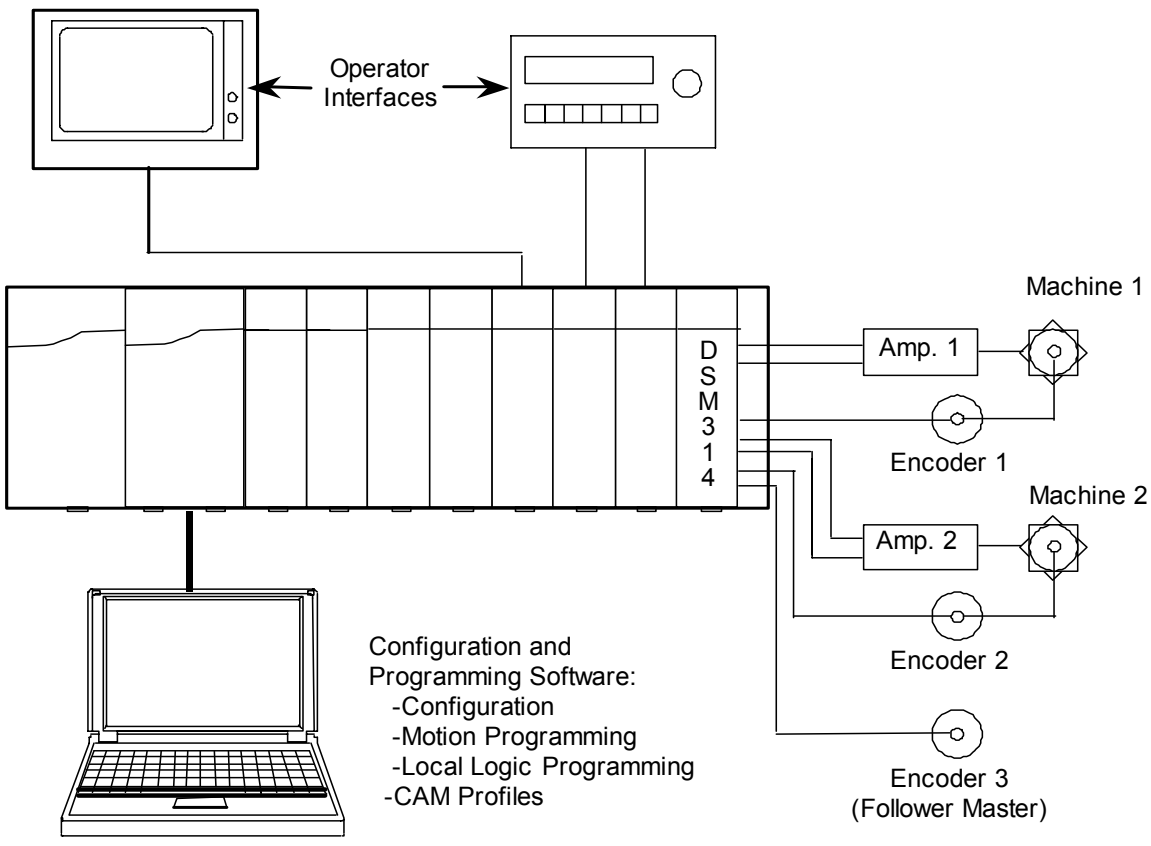 Operator
Interfaces
Machine 1
D
S
M
3
1
4
Amp. 1
Encoder 1
Machine 2
Amp. 2
Encoder 2
Configuration and
Programming Software:
-Configuration
-Motion Programming
-Local Logic Programming
-CAM Profiles
Encoder 3
(Follower Master)